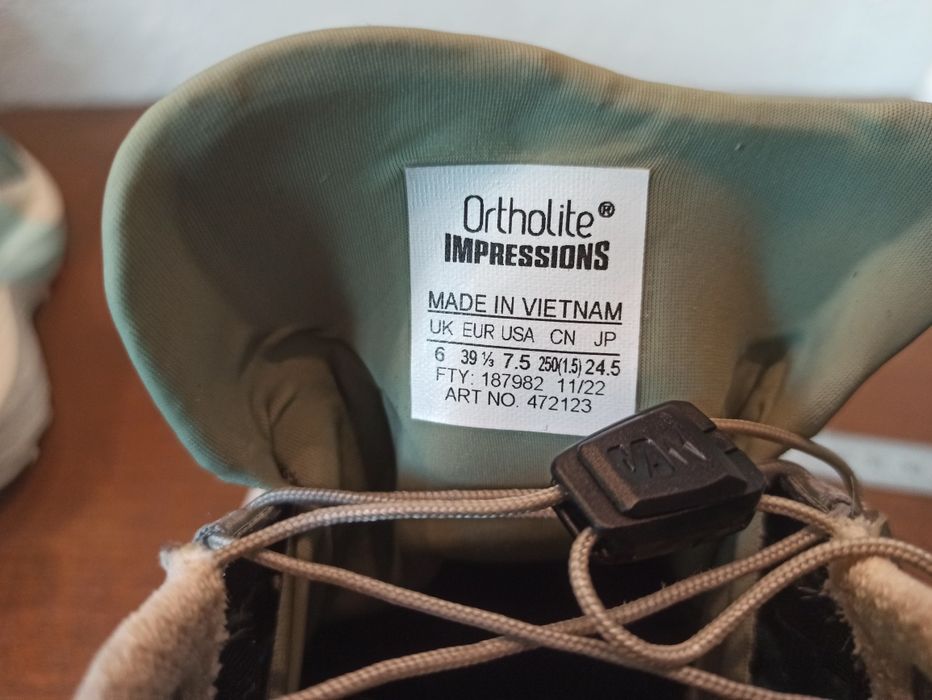 Ortholite®
IMPRESSIONS
MADE IN VIETNAM
UK EUR USA CN JP
6 39 ⅓ 7.5 250(1.5) 24.5
FTY: 187982 11/22
ART NO. 472123